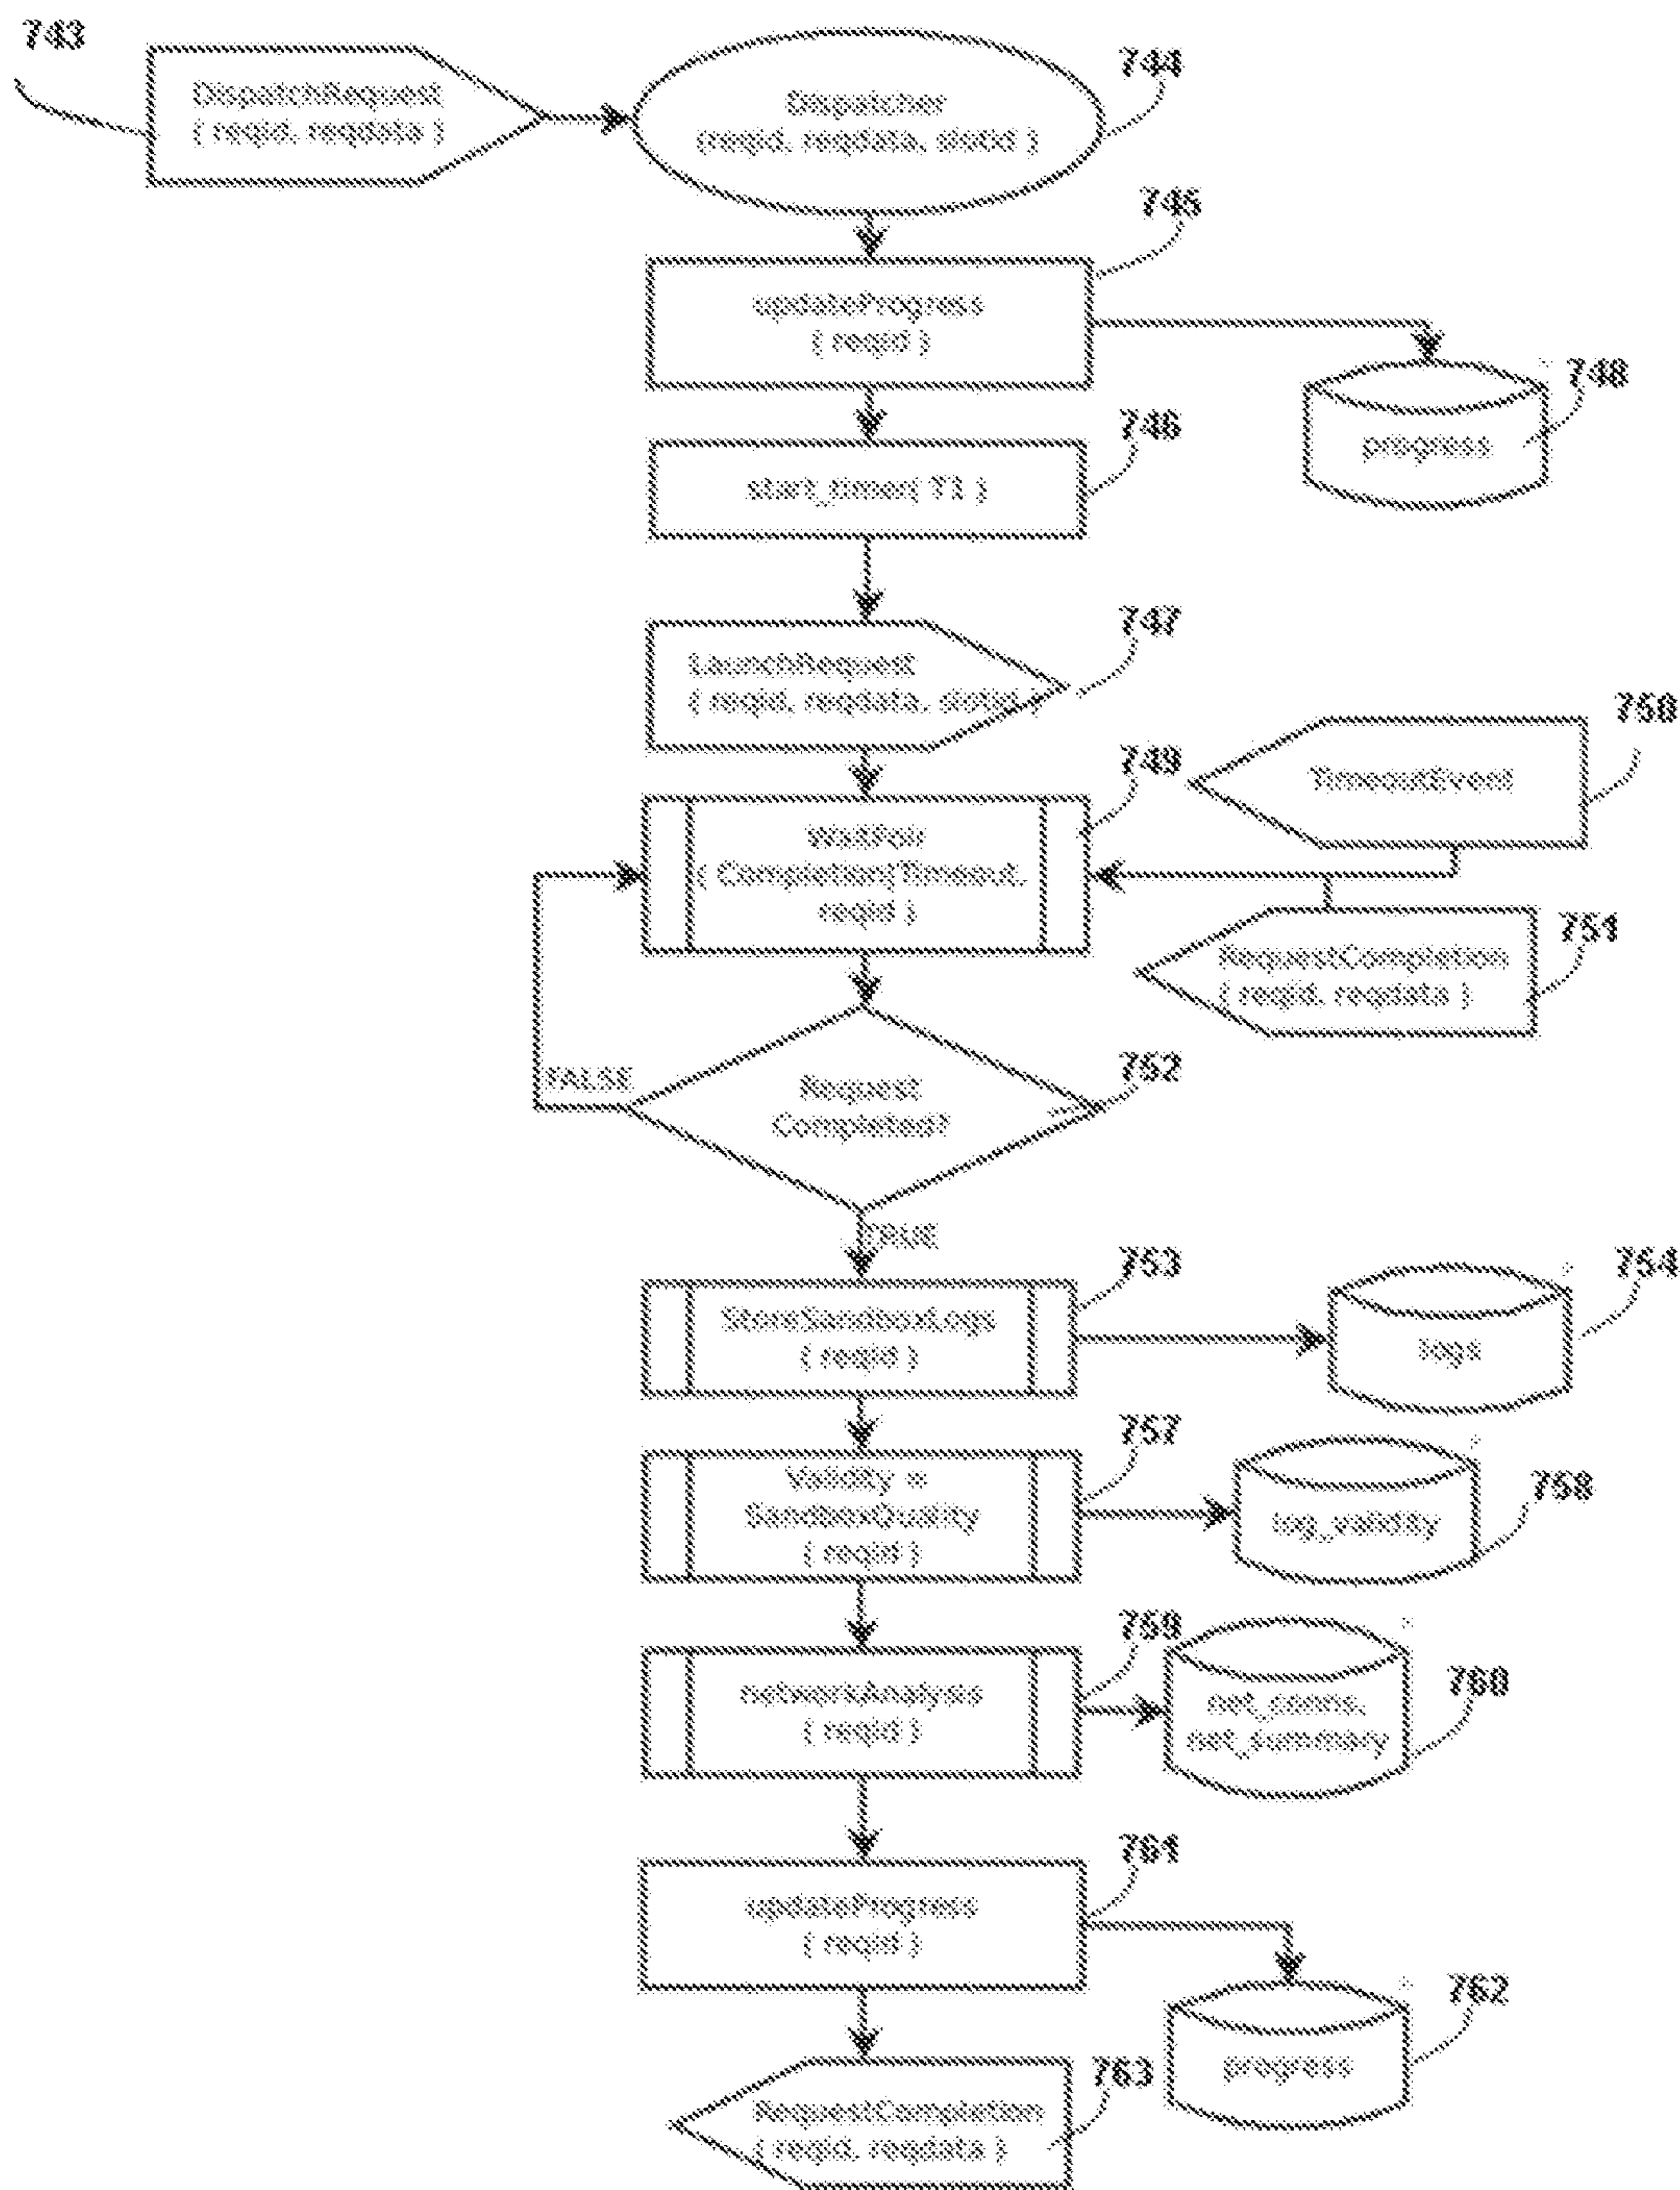 743
DispatchRequest
( reqid, reqdata )
744
Dispatcher
(reqid, reqdata, slotid )
745
updateProgress
( reqid )
748
progress
746
start_timer( T1 )
747
LaunchRequest
( reqid, reqdata, slotid )
750
TimeoutEvent
749
WaitFor
( Completion|Timeout,
reqid )
751
RequestCompletion
( reqid, reqdata )
752
Request
Completed?
FALSE
TRUE
753
StoreSandboxLogs
( reqid )
754
logs
757
Validity =
SandboxQuality
( reqid )
758
log_validity
759
networkAnalysis
( reqid )
760
net_conns,
net_summary
761
updateProgress
( reqid )
762
progress
763
RequestCompletion
( reqid, reqdata )